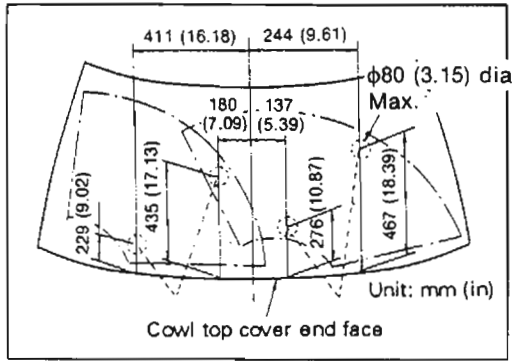 411 (16.18) 244 (9.61)
ϕ80 (3.15) dia
Max.
180 137
(7.09) (5.39)
229 (9.02)
435 (17.13)
276 (10.87)
467 (18.39)
Unit: mm (in)
Cowl top cover end face